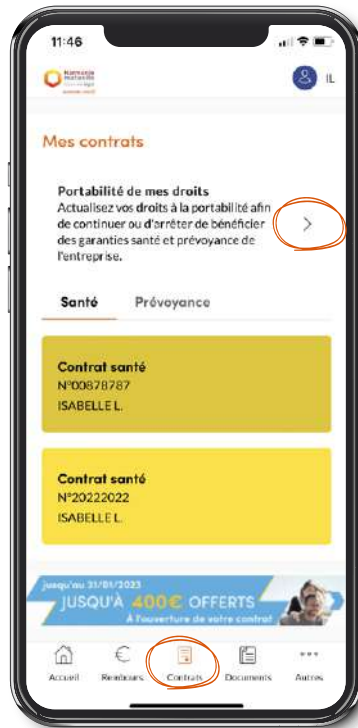 11:46
Harmonie
mutuelle
IL
Mes contrats
Portabilité de mes droits
Actualisez vos droits à la portabilité afin
de continuer ou d'arrêter de bénéficier
des garanties santé et prévoyance de
l'entreprise.
Santé Prévoyance
Contrat santé
N°00878787
ISABELLE L.
Contrat santé
N°20222022
ISABELLE L.
jusqu'au 31/01/2023
JUSQU'À 400€ OFFERTS
À l'ouverture de votre contrat
Accueil Rembours. Contrats Documents Autres